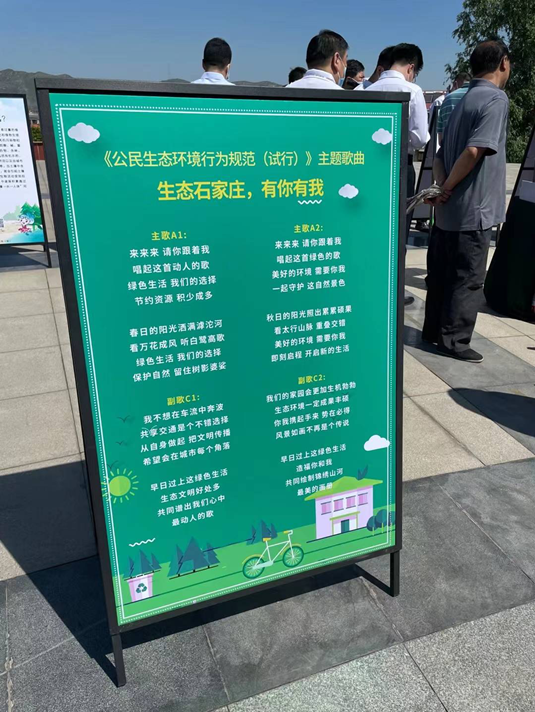 《公民生态环境行为规范（试行）》主题歌曲
生态石家庄，有你有我
主歌A1:
来来来 请你跟着我
唱起这首动人的歌
绿色生活 我们的选择
节约资源 积少成多
春日的阳光洒满滹沱河
看万花成风 听白鹭高歌
绿色生活 我们的选择
保护自然 留住树影婆娑
副歌C1:
我不想在车流中奔波
共享交通是个不错选择
从自身做起 把文明传播
希望会在城市每个角落
早日过上这绿色生活
生态文明好处多
共同谱出我们心中
最动人的歌
主歌A2:
来来来 请你跟着我
唱起这首绿色的歌
美好的环境 需要你我
一起守护 这自然景色
秋日的阳光照出累累硕果
看太行山脉 重叠交错
美好的环境 需要你我
即刻启程 开启新的生活
副歌C2:
我们的家园会更加生机勃勃
生态环境一定成果丰硕
你我携起手来 势在必得
风景如画不再是个传说
早日过上这绿色生活
造福你和我
共同绘制锦绣山河
最美的画册